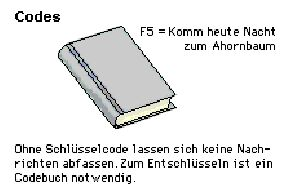 Codes
F5 = Komm heute Nacht
zum Ahornbaum
Ohne Schlüsselcode lassen sich keine Nach-
richten abfassen. Zum Entschlüsseln ist ein
Codebuch notwendig.